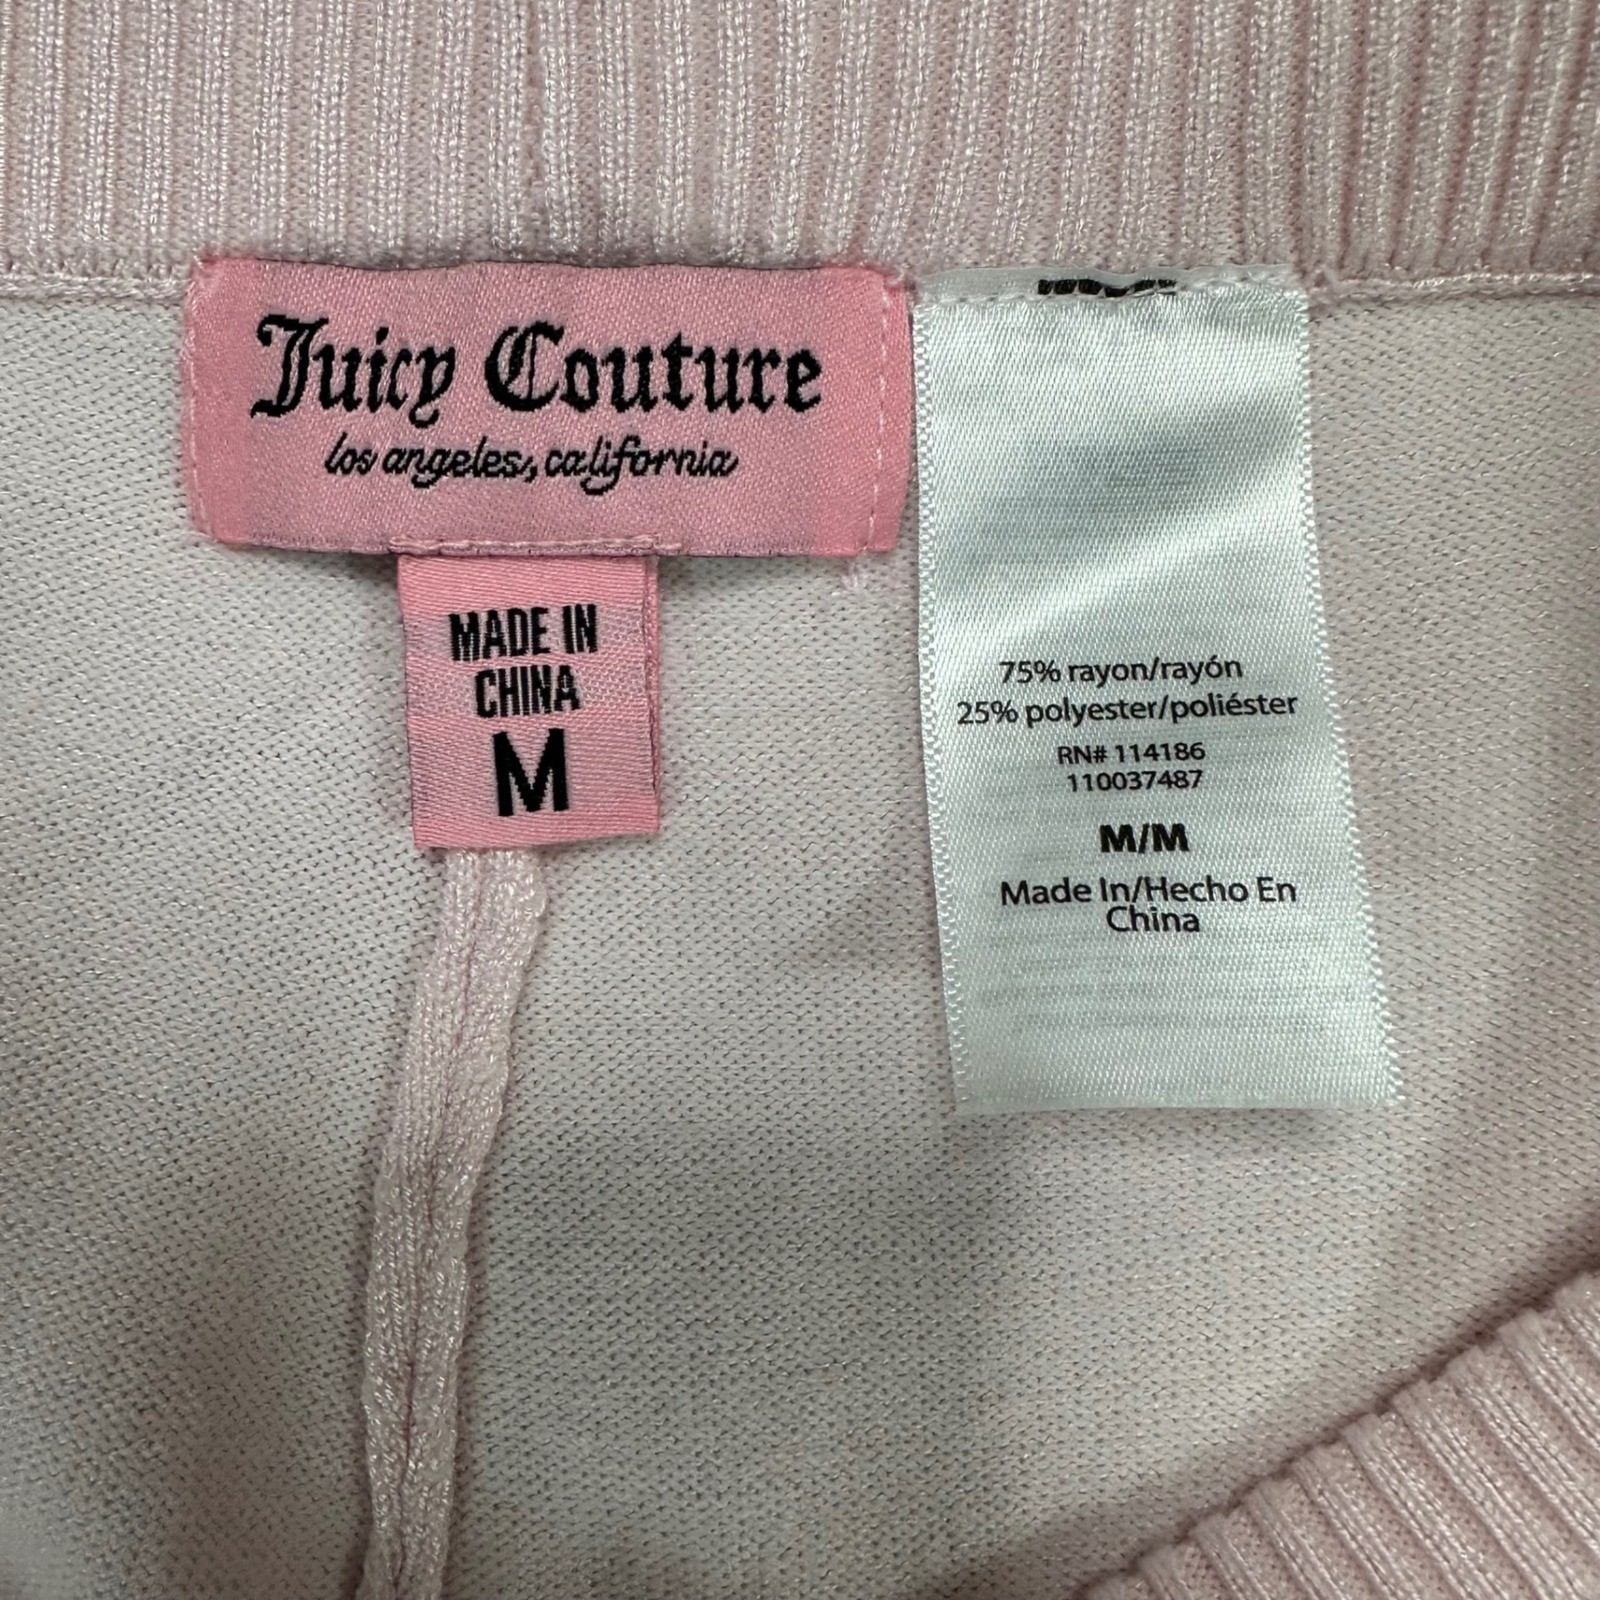 Juicy Couture
los angeles, california
MADE IN
CHINA
M
75% rayon/rayón
25% polyester/poliéster
RN# 114186
110037487
M/M
Made In/Hecho En
China